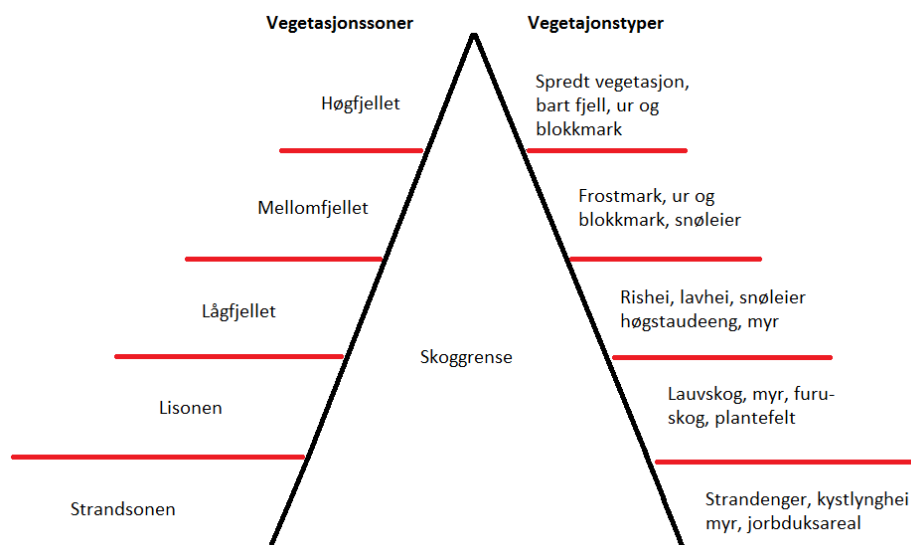 Vegetasjonssoner
Vegetajonstyper
Høgfjellet
Spredt vegetasjon,
bart fjell, ur og
blokkmark
Mellomfjellet
Frostmark, ur og
blokkmark, snøleier
Lågfjellet
Rishei, lavhei, snøleier
høgstaudeeng, myr
Skoggrense
Lisonen
Lauvskog, myr, furu-
skog, plantefelt
Strandsonen
Strandenger, kystlynghei
myr, jorbduksareal